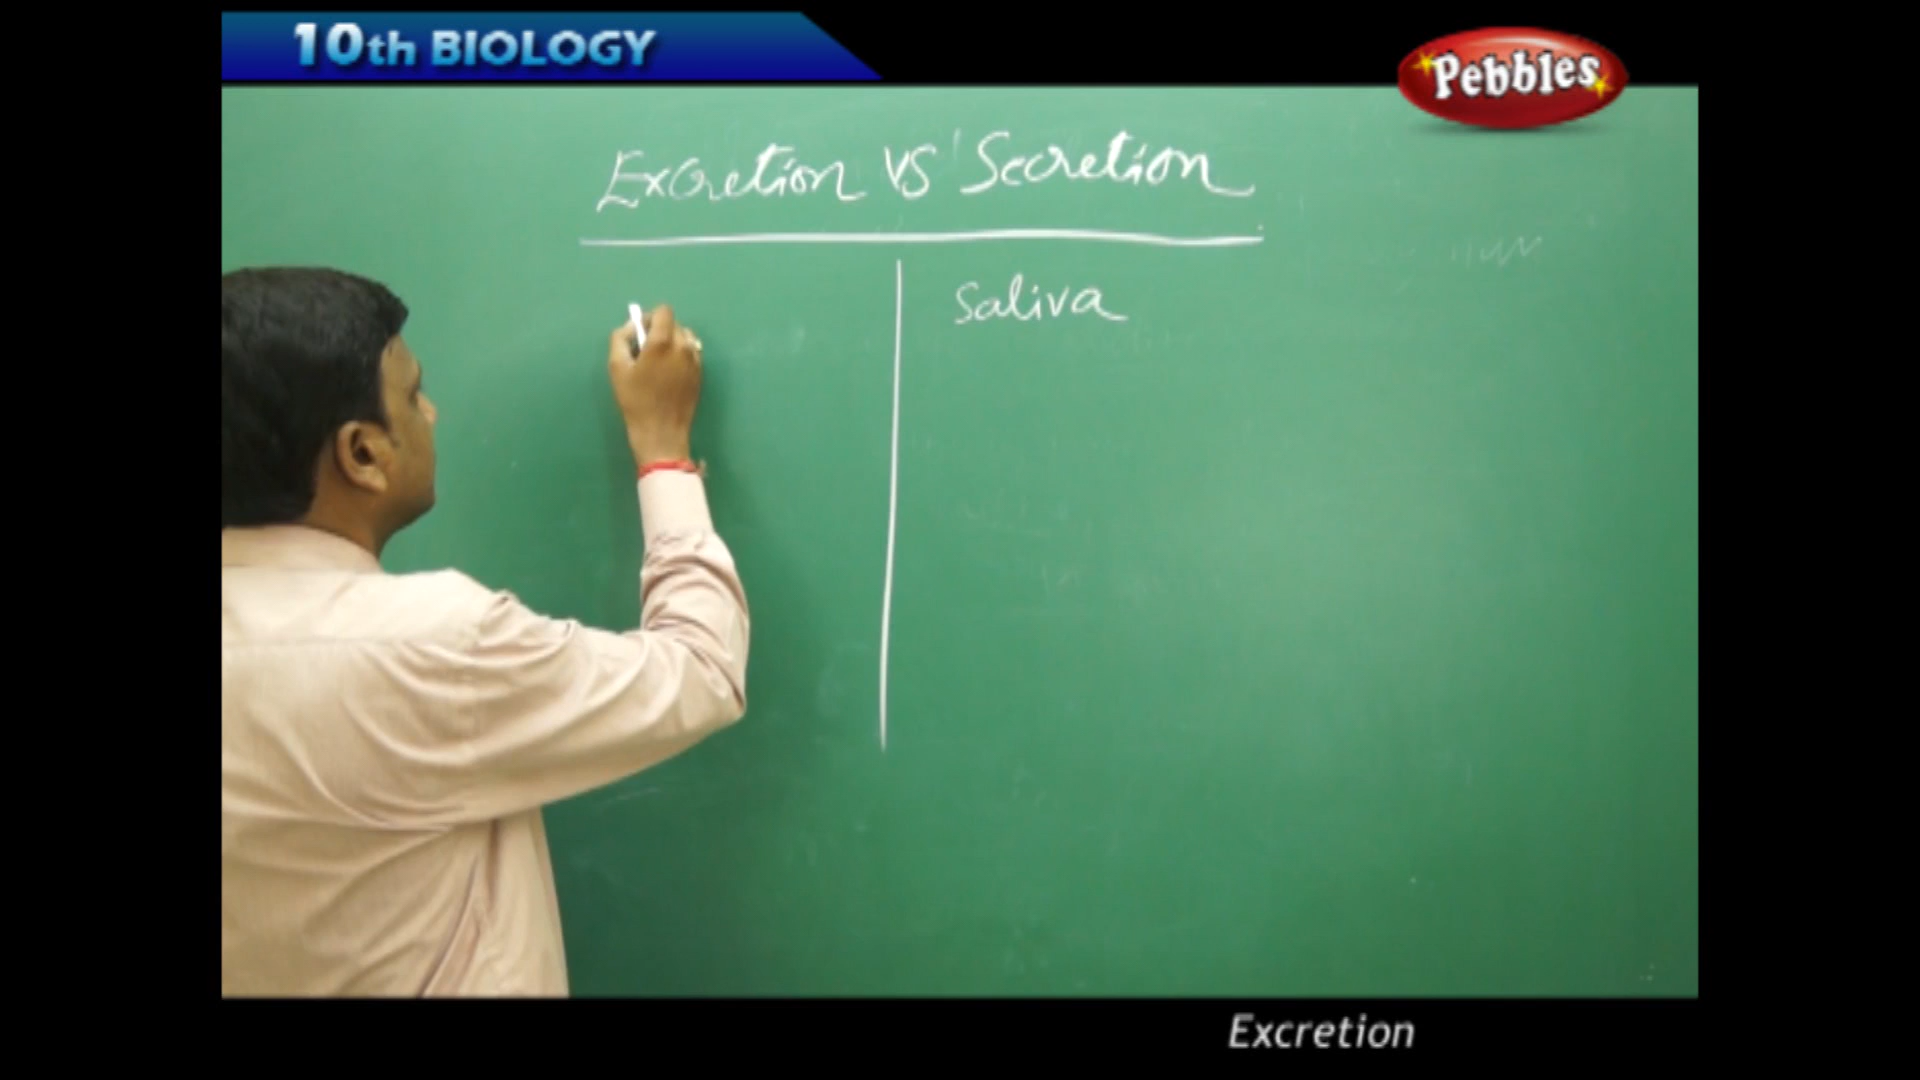 10th BIOLOGY
Pebbles
Excretion VS Secretion
Saliva
Excretion